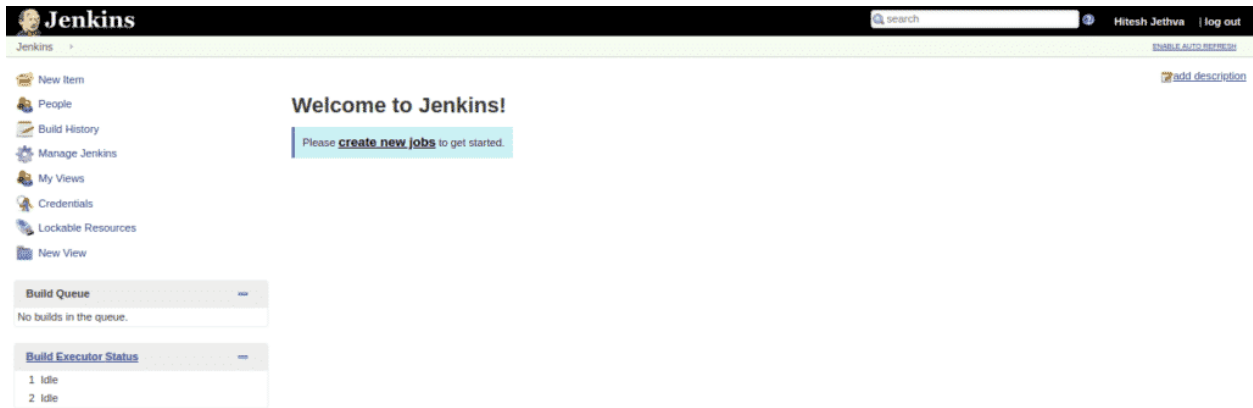 Jenkins
search
Hitesh Jethva | log out
Jenkins
ENABLE AUTO REFRESH
add description
New Item
People
Build History
Manage Jenkins
My Views
Credentials
Lockable Resources
New View
Welcome to Jenkins!
Please create new jobs to get started.
Build Queue
No builds in the queue.
Build Executor Status
1 Idle
2 Idle